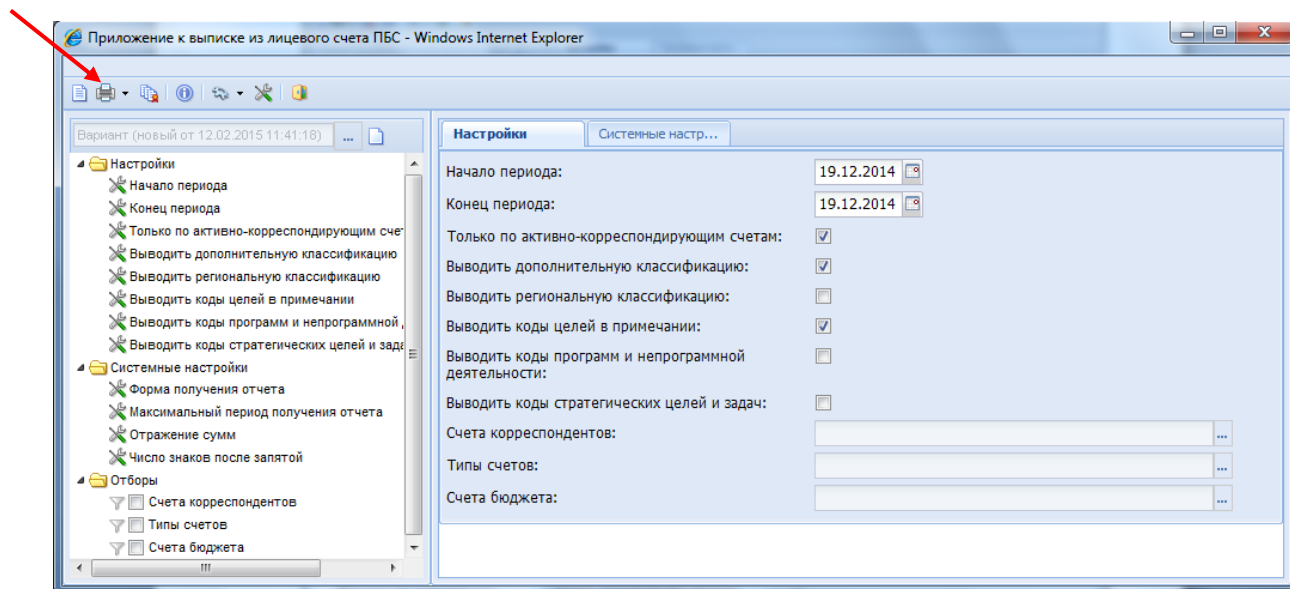 Приложение к выписке из лицевого счета ПБС - Windows Internet Explorer
Вариант (новый от 12.02.2015 11:41:18) ...
Настройки
Начало периода
Конец периода
Только по активно-корреспондирующим сче
Выводить дополнительную классификацию
Выводить региональную классификацию
Выводить коды целей в примечании
Выводить коды программ и непрограммной
Выводить коды стратегических целей и зада
Системные настройки
Форма получения отчета
Максимальный период получения отчета
Отражение сумм
Число знаков после запятой
Отборы
Счета корреспондентов
Типы счетов
Счета бюджета
Настройки Системные настр...
Начало периода: 19.12.2014
Конец периода: 19.12.2014
Только по активно-корреспондирующим счетам:
Выводить дополнительную классификацию:
Выводить региональную классификацию:
Выводить коды целей в примечании:
Выводить коды программ и непрограммной
деятельности:
Выводить коды стратегических целей и задач:
Счета корреспондентов: ...
Типы счетов: ...
Счета бюджета: ...